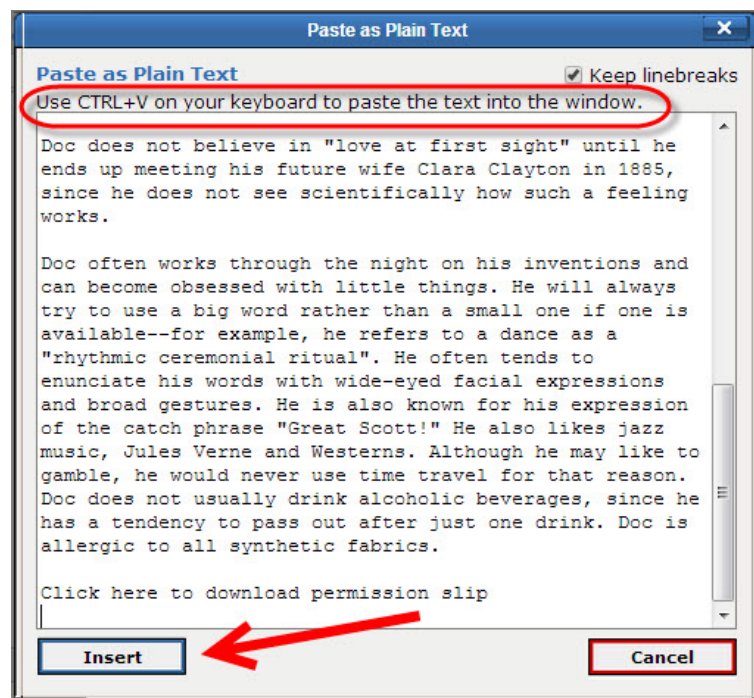 Paste as Plain Text
Paste as Plain Text
Keep linebreaks
Use CTRL+V on your keyboard to paste the text into the window.
Doc does not believe in "love at first sight" until he
ends up meeting his future wife Clara Clayton in 1885,
since he does not see scientifically how such a feeling
works.
Doc often works through the night on his inventions and
can become obsessed with little things. He will always
try to use a big word rather than a small one if one is
available--for example, he refers to a dance as a
"rhythmic ceremonial ritual". He often tends to
enunciate his words with wide-eyed facial expressions
and broad gestures. He is also known for his expression
of the catch phrase "Great Scott!" He also likes jazz
music, Jules Verne and Westerns. Although he may like to
gamble, he would never use time travel for that reason.
Doc does not usually drink alcoholic beverages, since he
has a tendency to pass out after just one drink. Doc is
allergic to all synthetic fabrics.
Click here to download permission slip
Insert
Cancel